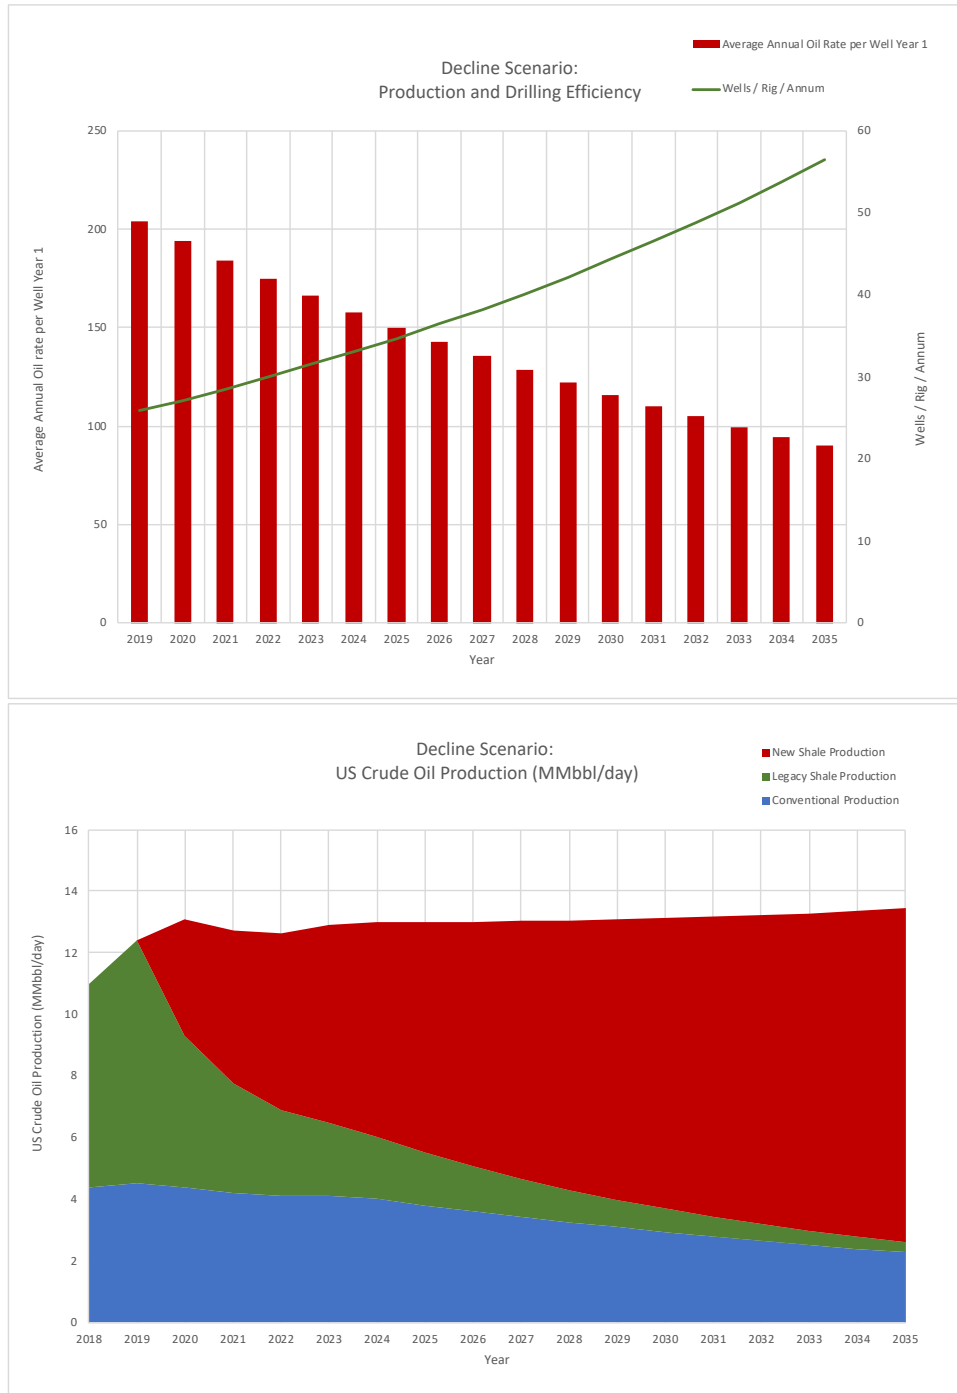 Average Annual Oil Rate per Well Year 1
Decline Scenario:
Production and Drilling Efficiency
Wells / Rig / Annum
250
200
150
100
50
0
Average Annual Oil rate per Well Year 1
60
50
40
30
20
10
0
Wells / Rig / Annum
2019 2020 2021 2022 2023 2024 2025 2026 2027 2028 2029 2030 2031 2032 2033 2034 2035
Year
Decline Scenario:
US Crude Oil Production (MMbbl/day)
New Shale Production
Legacy Shale Production
Conventional Production
16
14
12
10
8
6
4
2
0
US Crude Oil Production (MMbbl/day)
2018 2019 2020 2021 2022 2023 2024 2025 2026 2027 2028 2029 2030 2031 2032 2033 2034 2035
Year